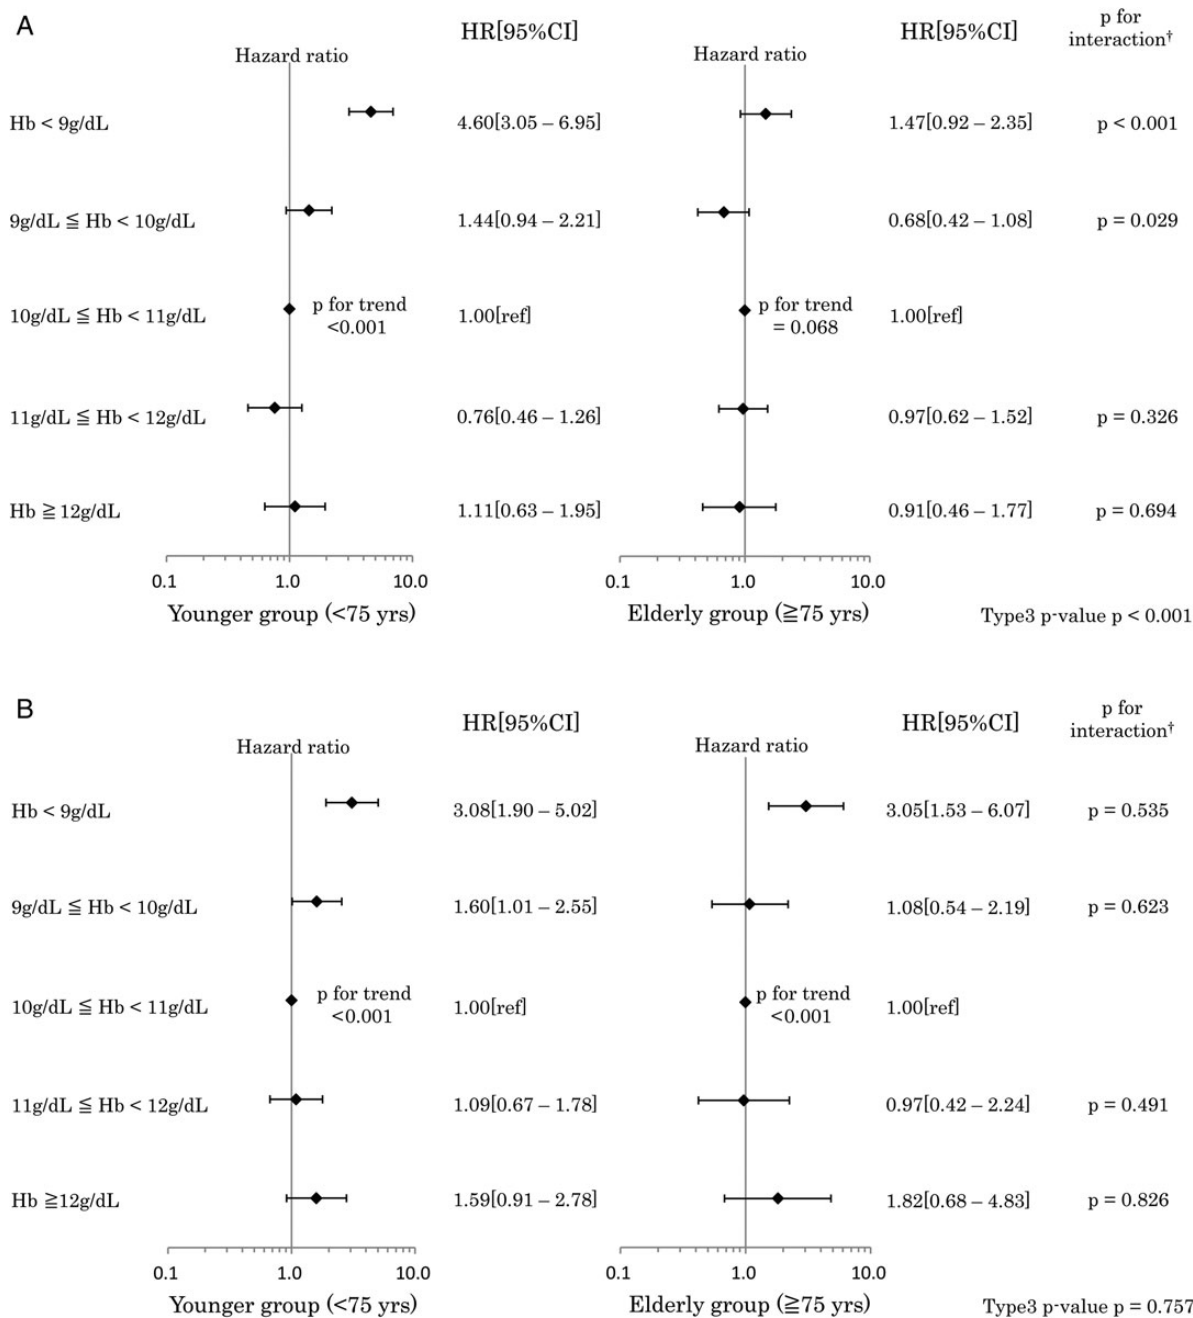 A
HR[95%CI]
HR[95%CI]
p for
interaction†
Hazard ratio
Hazard ratio
Hb < 9g/dL
4.60[3.05 – 6.95]
1.47[0.92 – 2.35]
p < 0.001
9g/dL ≦ Hb < 10g/dL
1.44[0.94 – 2.21]
0.68[0.42 – 1.08]
p = 0.029
10g/dL ≦ Hb < 11g/dL
p for trend
<0.001
1.00[ref]
p for trend
= 0.068
1.00[ref]
11g/dL ≦ Hb < 12g/dL
0.76[0.46 – 1.26]
0.97[0.62 – 1.52]
p = 0.326
Hb ≧ 12g/dL
1.11[0.63 – 1.95]
0.91[0.46 – 1.77]
p = 0.694
0.1 1.0 10.0
0.1 1.0 10.0
Younger group (<75 yrs)
Elderly group (≧75 yrs)
Type3 p-value p < 0.001
B
HR[95%CI]
HR[95%CI]
p for
interaction†
Hazard ratio
Hazard ratio
Hb < 9g/dL
3.08[1.90 – 5.02]
3.05[1.53 – 6.07]
p = 0.535
9g/dL ≦ Hb < 10g/dL
1.60[1.01 – 2.55]
1.08[0.54 – 2.19]
p = 0.623
10g/dL ≦ Hb < 11g/dL
p for trend
<0.001
1.00[ref]
p for trend
<0.001
1.00[ref]
11g/dL ≦ Hb < 12g/dL
1.09[0.67 – 1.78]
0.97[0.42 – 2.24]
p = 0.491
Hb ≧12g/dL
1.59[0.91 – 2.78]
1.82[0.68 – 4.83]
p = 0.826
0.1 1.0 10.0
0.1 1.0 10.0
Younger group (<75 yrs)
Elderly group (≧75 yrs)
Type3 p-value p = 0.757